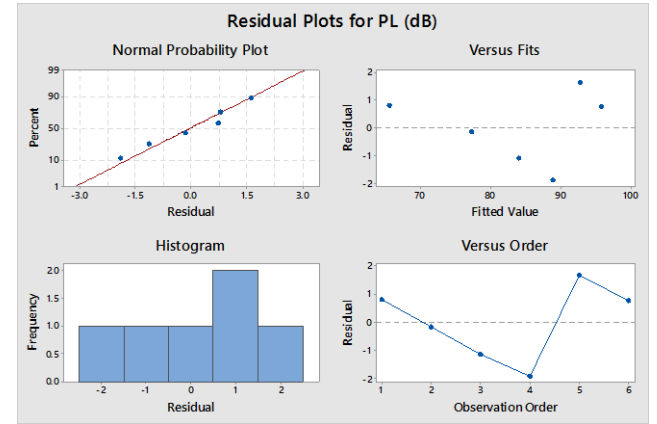 Residual Plots for PL (dB)
Normal Probability Plot
99
90
50
10
1
Percent
-3.0 -1.5 0.0 1.5 3.0
Residual
Versus Fits
2
1
0
-1
-2
Residual
70 80 90 100
Fitted Value
Histogram
2.0
1.5
1.0
0.5
0.0
Frequency
-2 -1 0 1 2
Residual
Versus Order
2
1
0
-1
-2
Residual
1 2 3 4 5 6
Observation Order